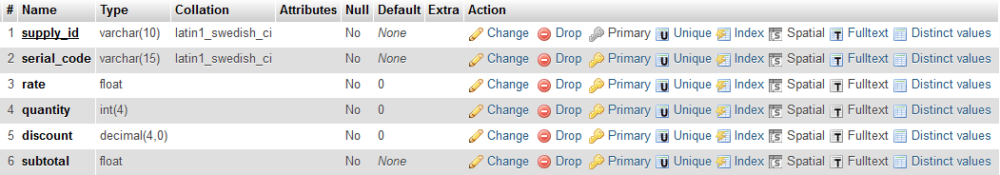 # Name Type Collation Attributes Null Default Extra Action
1 supply_id varchar(10) latin1_swedish_ci No None Change Drop Primary Unique Index Spatial Fulltext Distinct values
2 serial_code varchar(15) latin1_swedish_ci No None Change Drop Primary Unique Index Spatial Fulltext Distinct values
3 rate float No 0 Change Drop Primary Unique Index Spatial Fulltext Distinct values
4 quantity int(4) No 0 Change Drop Primary Unique Index Spatial Fulltext Distinct values
5 discount decimal(4,0) No 0 Change Drop Primary Unique Index Spatial Fulltext Distinct values
6 subtotal float No None Change Drop Primary Unique Index Spatial Fulltext Distinct values